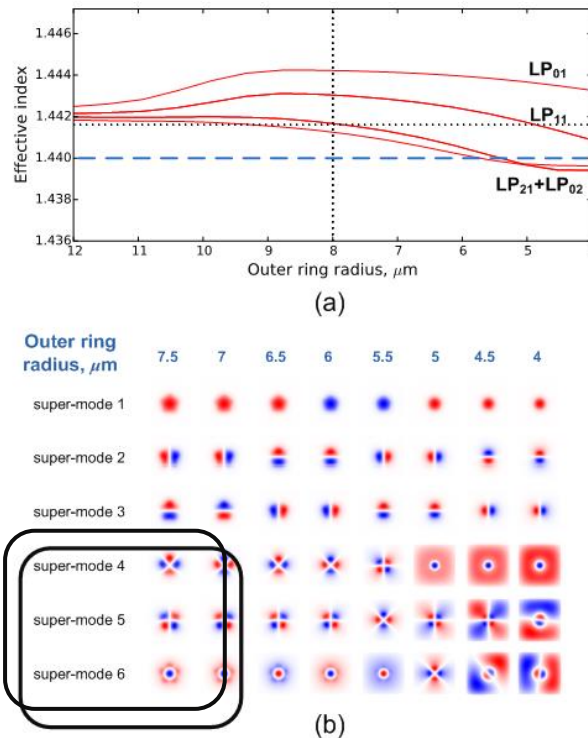 1.446
1.444
1.442
1.440
1.438
1.436
Effective index
LP01
LP11
LP21+LP02
12 11 10 9 8 7 6 5
Outer ring radius, μm
(a)
Outer ring
radius, μm 7.5 7 6.5 6 5.5 5 4.5 4
super-mode 1
super-mode 2
super-mode 3
super-mode 4
super-mode 5
super-mode 6
(b)